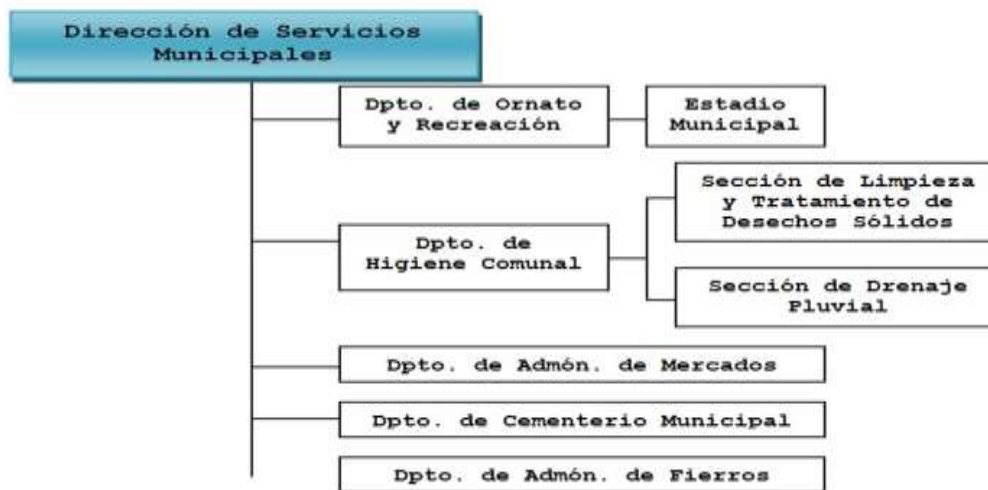 Dirección de Servicios
Municipales
Dpto. de Ornato
y Recreación
Estadio
Municipal
Sección de Limpieza
y Tratamiento de
Desechos Sólidos
Dpto. de
Higiene Comunal
Sección de Drenaje
Pluvial
Dpto. de Admón. de Mercados
Dpto. de Cementerio Municipal
Dpto. de Admón. de Fierros